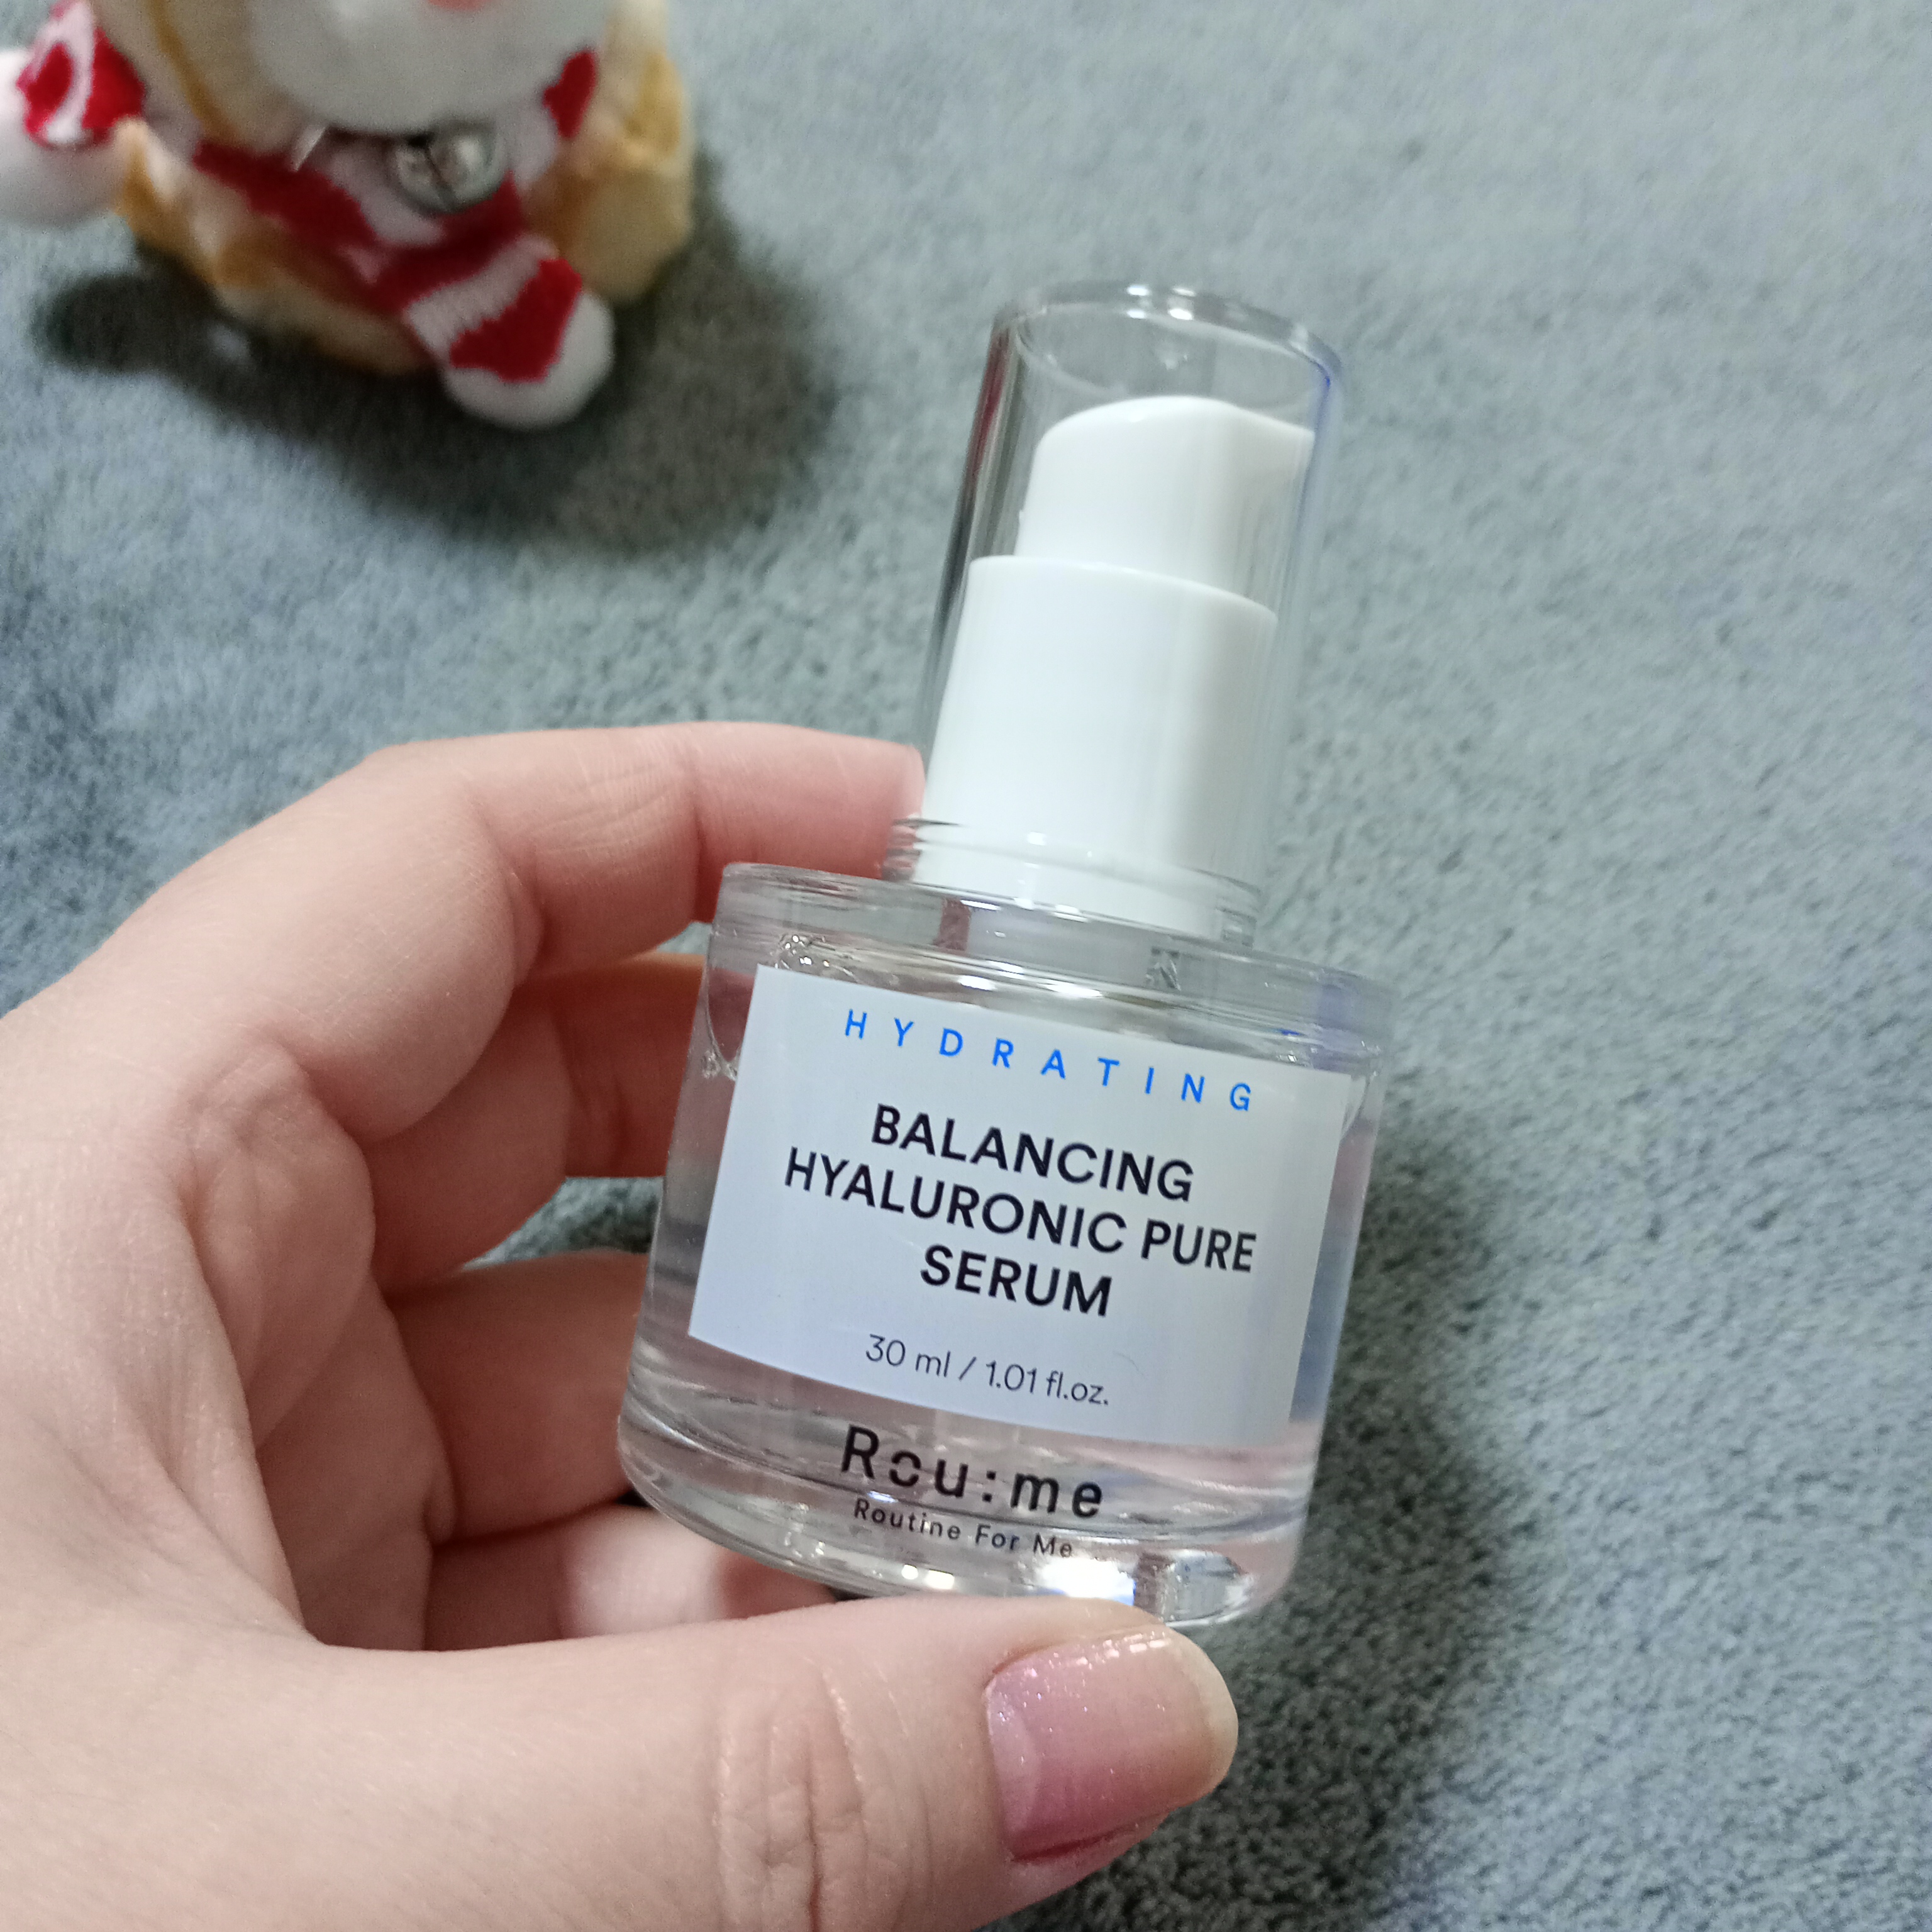 HYDRATING
BALANCING
HYALURONIC PURE
SERUM
30 ml / 1.01 fl.oz.
Rou:me
Routine For Me